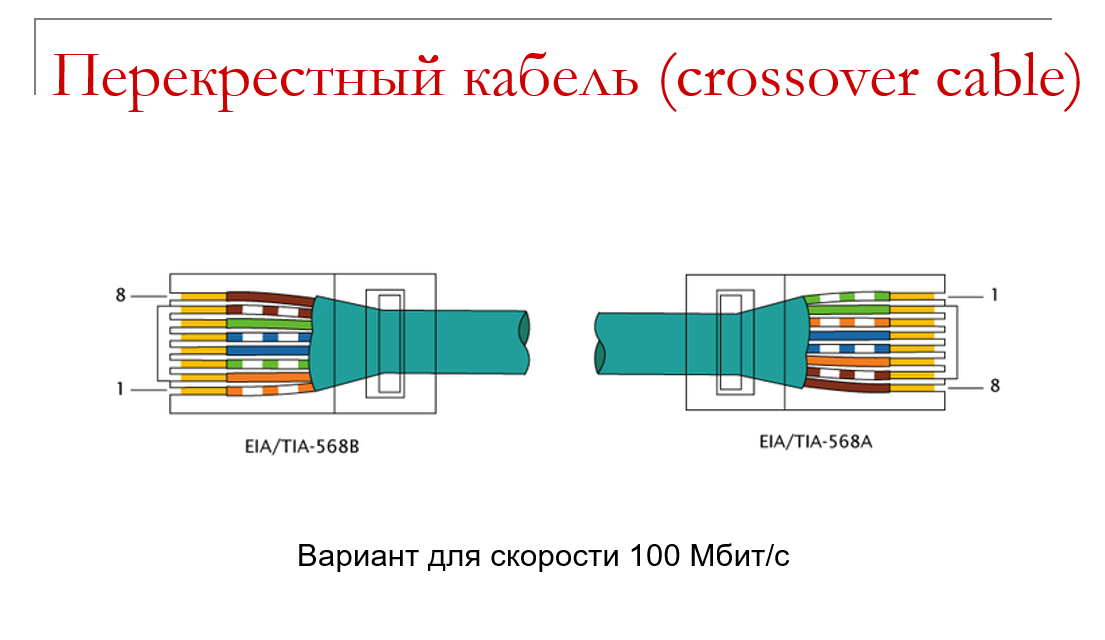 Перекрестный кабель (crossover cable)
8
1
EIA/TIA-568B
1
8
EIA/TIA-568A
Вариант для скорости 100 Мбит/с